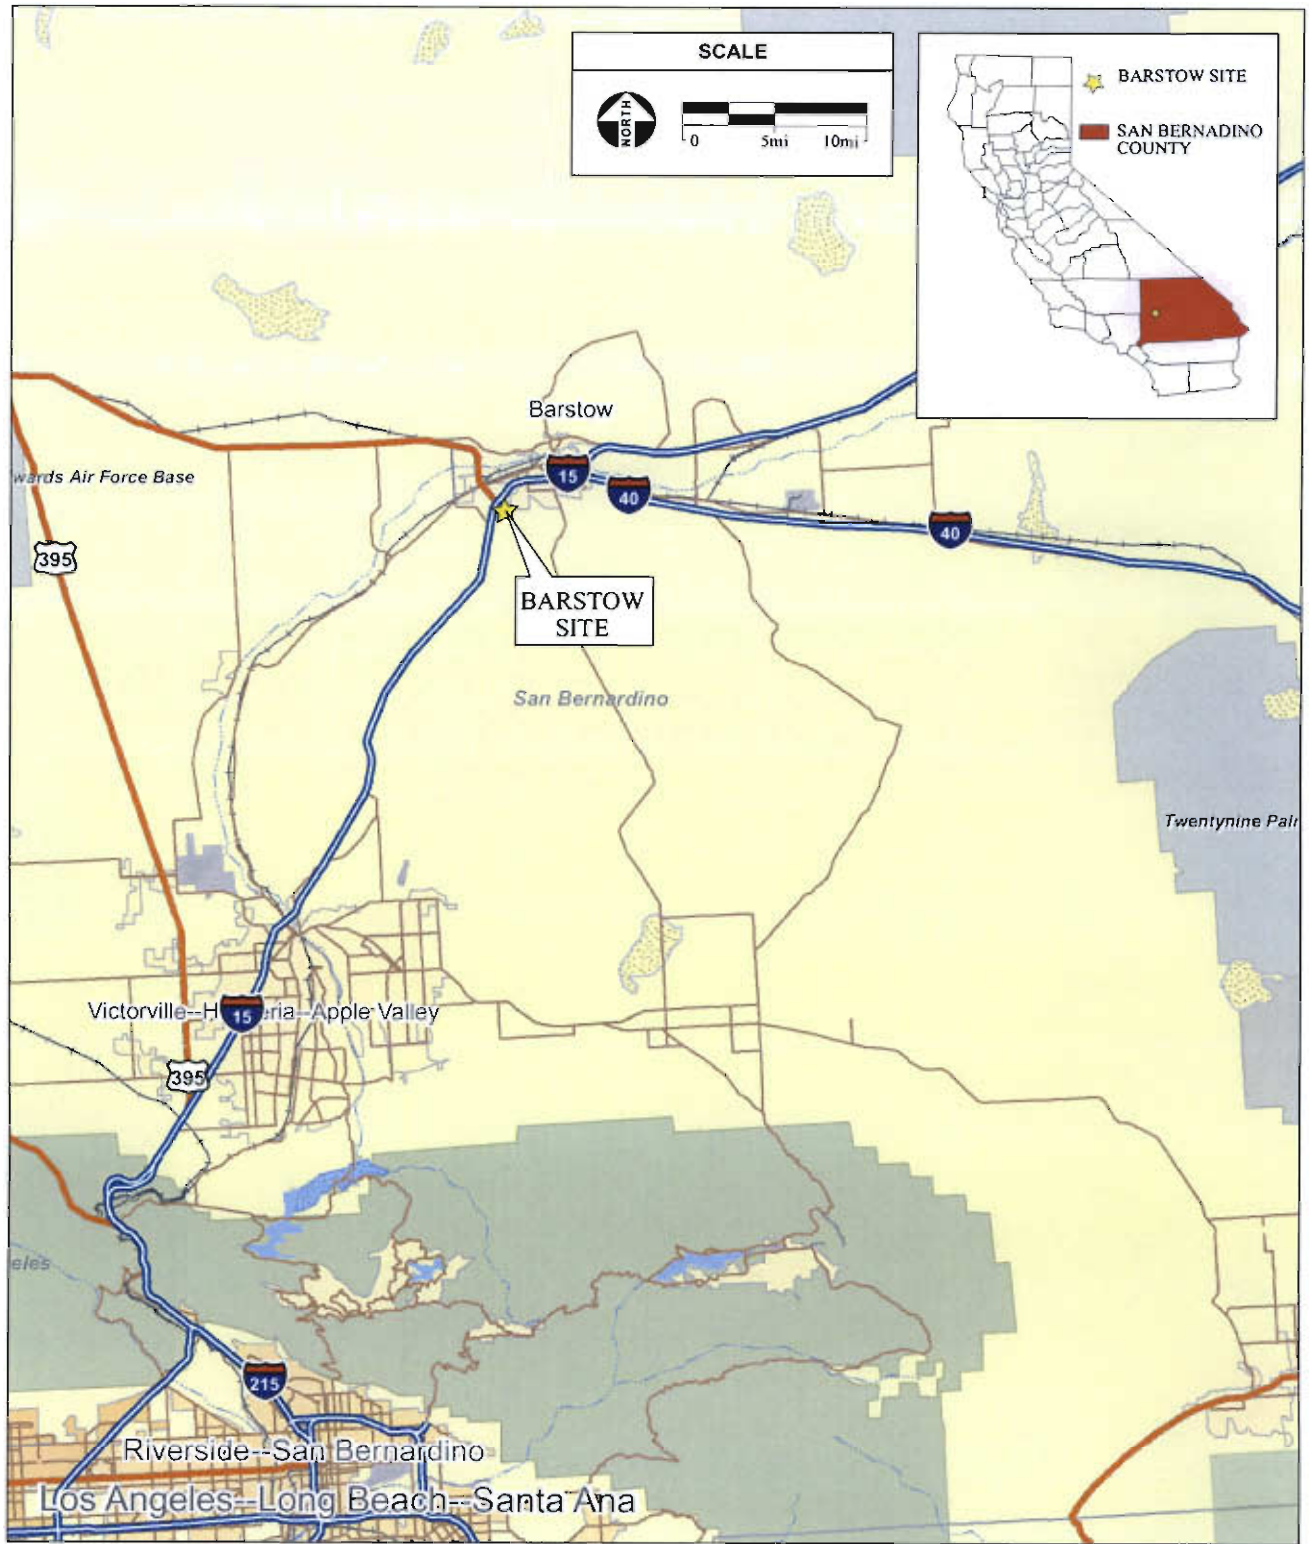 SCALE
NORTH
0 5mi 10mi
BARSTOW SITE
SAN BERNADINO
COUNTY
Barstow
15
40
40
wards Air Force Base
395
BARSTOW
SITE
San Bernardino
Twentynine Palr
Victorville--H eria--Apple Valley
15
395
eles
215
Riverside--San Bernardino
Los Angeles--Long Beach--Santa Ana